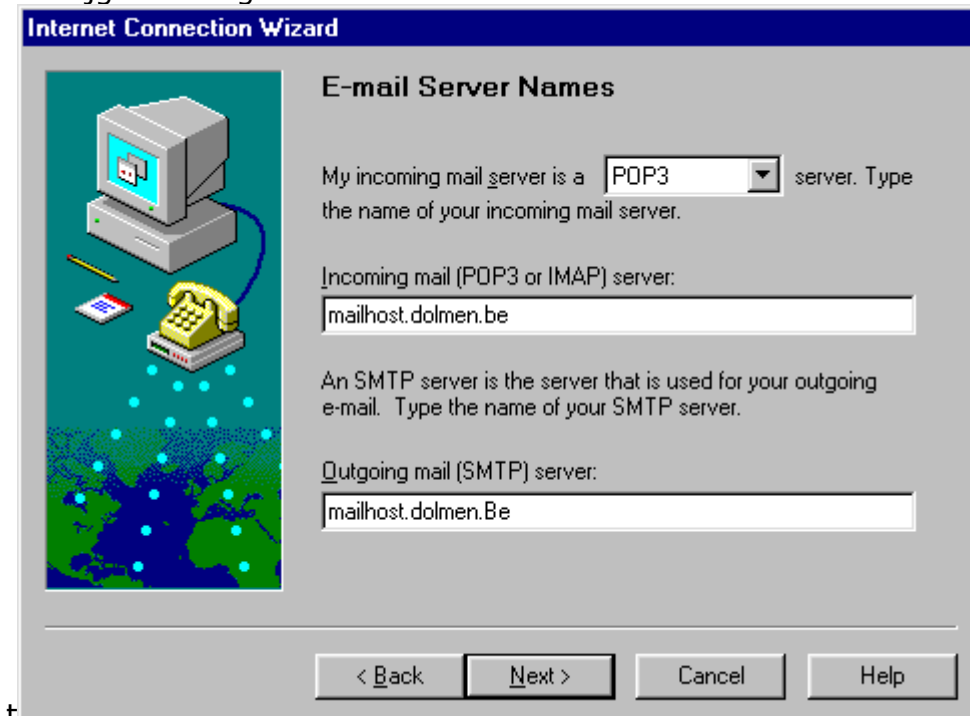 Internet Connection Wizard
E-mail Server Names
My incoming mail server is a POP3 server. Type
the name of your incoming mail server.
Incoming mail (POP3 or IMAP) server:
mailhost.dolmen.be
An SMTP server is the server that is used for your outgoing
e-mail. Type the name of your SMTP server.
Outgoing mail (SMTP) server:
mailhost.dolmen.Be
< Back Next > Cancel Help
t